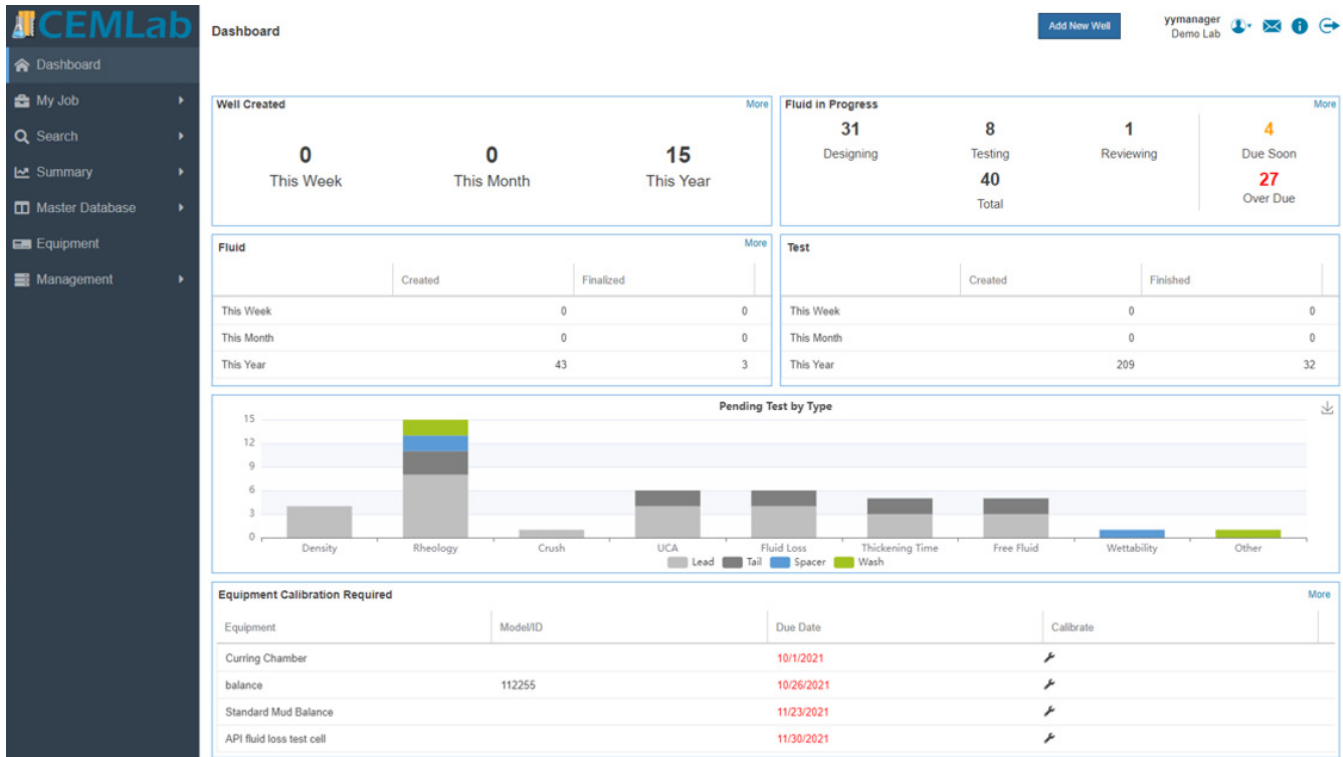 CEMLab
Dashboard
Add New Well
yymanager
Demo Lab
Dashboard
My Job
Search
Summary
Master Database
Equipment
Management
Well Created More
0 0 15
This Week This Month This Year
Fluid in Progress More
31 8 1 4
Designing Testing Reviewing Due Soon
40 27
Total Over Due
Fluid More
Created Finalized
This Week 0 0
This Month 0 0
This Year 43 3
Test
Created Finished
This Week 0 0
This Month 0 0
This Year 209 32
Pending Test by Type
15
12
9
6
3
0
Density Rheology Crush UCA Fluid Loss Thickening Time Free Fluid Wettability Other
Lead Tail Spacer Wash
Equipment Calibration Required More
Equipment Model/ID Due Date Calibrate
Curring Chamber 10/1/2021
balance 112255 10/26/2021
Standard Mud Balance 11/23/2021
API fluid loss test cell 11/30/2021